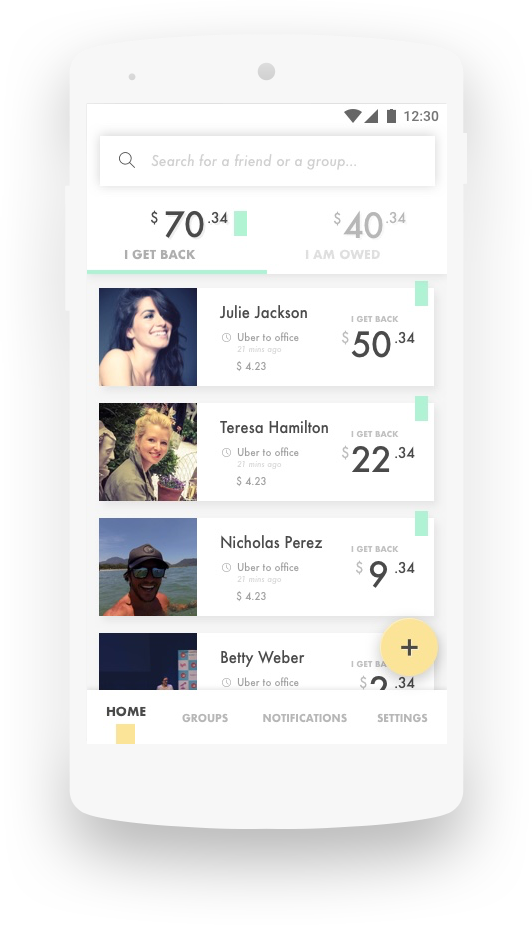 12:30
Search for a friend or a group...
$ 70 .34
$ 40 .34
I GET BACK
I AM OWED
Julie Jackson
I GET BACK
Uber to office
$ 50 .34
21 mins ago
$ 4.23
Teresa Hamilton
I GET BACK
Uber to office
$ 22 .34
21 mins ago
$ 4.23
Nicholas Perez
I GET BACK
Uber to office
$ 9 .34
21 mins ago
$ 4.23
Betty Weber
I GET BA
Uber to office
$ 2 .34
+
HOME
GROUPS
NOTIFICATIONS
SETTINGS